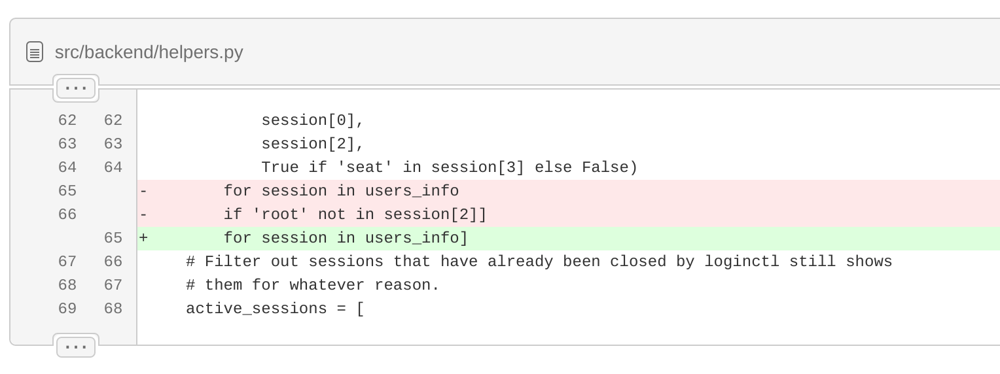 src/backend/helpers.py
...
62 62 session[0],
63 63 session[2],
64 64 True if 'seat' in session[3] else False)
65 - for session in users_info
66 - if 'root' not in session[2]]
65 + for session in users_info]
67 66 # Filter out sessions that have already been closed by loginctl still shows
68 67 # them for whatever reason.
69 68 active_sessions = [
...